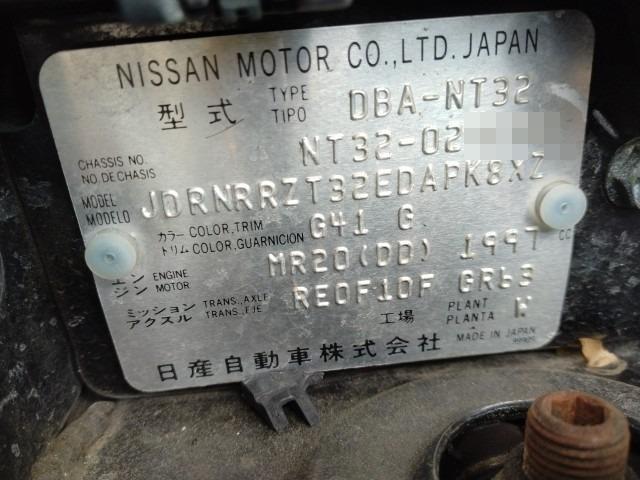 NISSAN MOTOR CO., LTD. JAPAN
型式 TYPE TIPO DBA-NT32
CHASSIS NO. NO. DE CHASIS NT32-02
MODEL MODELO JDRNRRZT32EDAPK8XZ
カラー COLOR, TRIM トリム COLOR, GUARNICION G41 G
エンジン ENGINE MOTOR MR20(DD) 1997 cc
ミッション アクスル TRANS., AXLE TRANS., EJE RE0F10F GR63
工場 PLANT PLANTA
日産自動車株式会社 MADE IN JAPAN